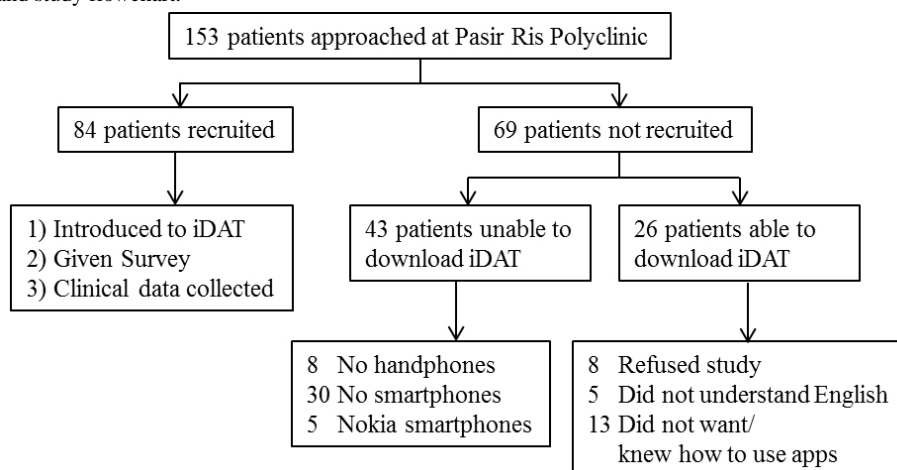 and study flowchart.
153 patients approached at Pasir Ris Polyclinic
84 patients recruited
69 patients not recruited
1) Introduced to iDAT
2) Given Survey
3) Clinical data collected
43 patients unable to
download iDAT
26 patients able to
download iDAT
8 No handphones
30 No smartphones
5 Nokia smartphones
8 Refused study
5 Did not understand English
13 Did not want/
knew how to use apps